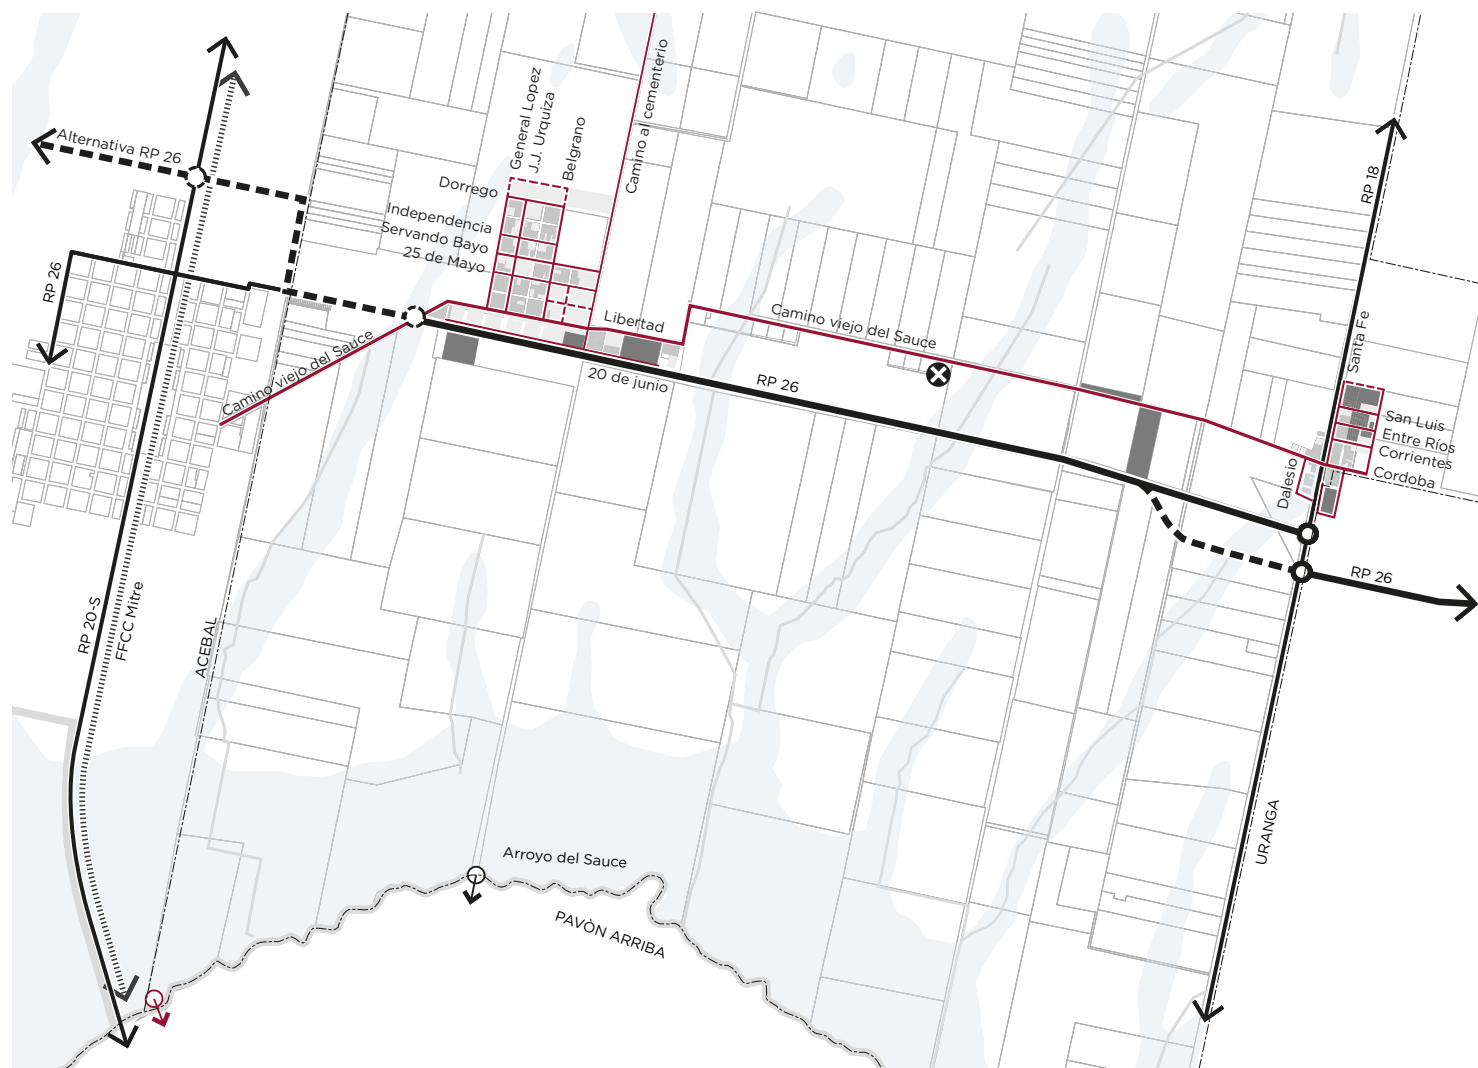 Alternativa RP 26
General Lopez
J.J. Urquiza
Belgrano
Camino al cementerio
Dorrego
Independencia
Servando Bayo
25 de Mayo
RP 18
RP 26
Camino viejo del Sauce
Libertad
Camino viejo del Sauce
20 de junio
RP 26
Santa Fe
San Luis
Entre Ríos
Corrientes
Cordoba
Dalesio
RP 26
RP 20-S
FFCC Mitre
ACEBAL
URANGA
Arroyo del Sauce
PAVÒN ARRIBA